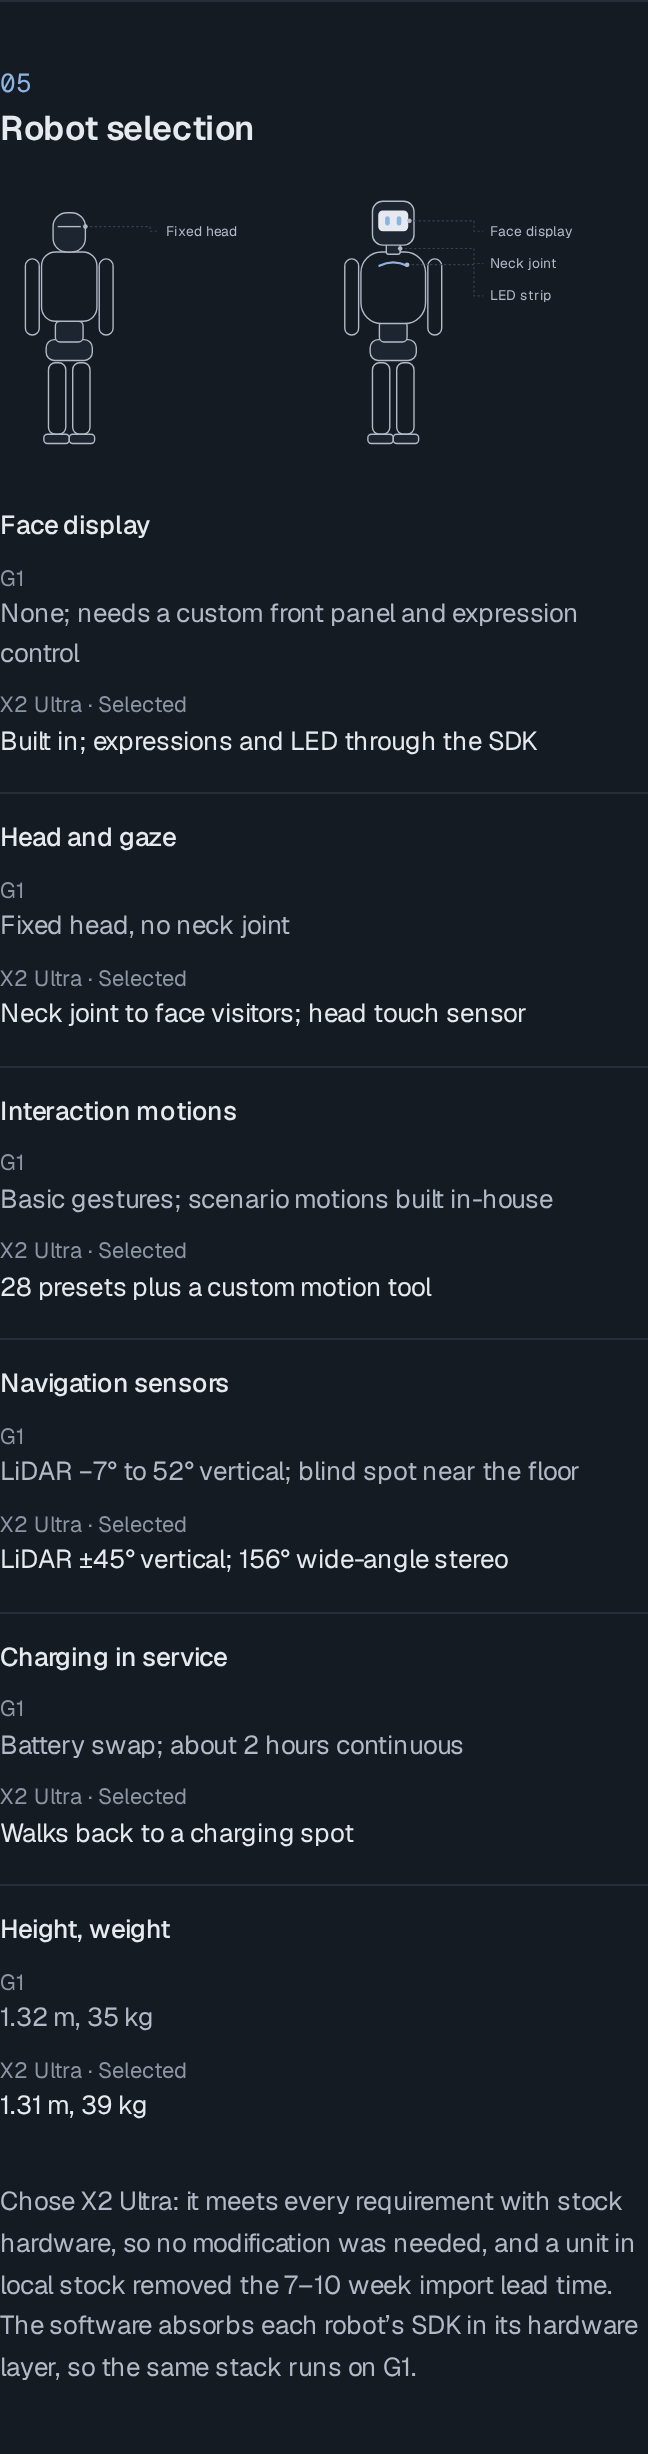 05
Robot selection
Fixed head
Face display
Neck joint
LED strip
Face display
G1
None; needs a custom front panel and expression
control
X2 Ultra · Selected
Built in; expressions and LED through the SDK
Head and gaze
G1
Fixed head, no neck joint
X2 Ultra · Selected
Neck joint to face visitors; head touch sensor
Interaction motions
G1
Basic gestures; scenario motions built in-house
X2 Ultra · Selected
28 presets plus a custom motion tool
Navigation sensors
G1
LiDAR −7° to 52° vertical; blind spot near the floor
X2 Ultra · Selected
LiDAR ±45° vertical; 156° wide-angle stereo
Charging in service
G1
Battery swap; about 2 hours continuous
X2 Ultra · Selected
Walks back to a charging spot
Height, weight
G1
1.32 m, 35 kg
X2 Ultra · Selected
1.31 m, 39 kg
Chose X2 Ultra: it meets every requirement with stock
hardware, so no modification was needed, and a unit in
local stock removed the 7–10 week import lead time.
The software absorbs each robot’s SDK in its hardware
layer, so the same stack runs on G1.